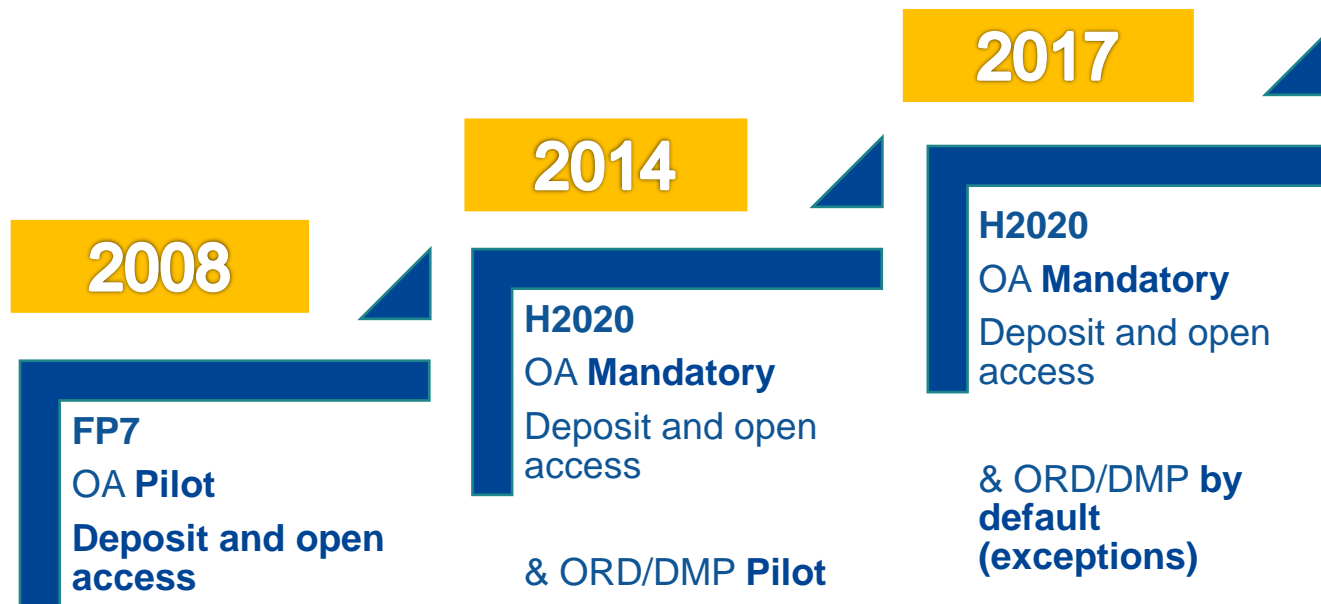 2008
FP7
OA Pilot
Deposit and open
access
2014
H2020
OA Mandatory
Deposit and open
access
& ORD/DMP Pilot
2017
H2020
OA Mandatory
Deposit and open
access
& ORD/DMP by
default
(exceptions)